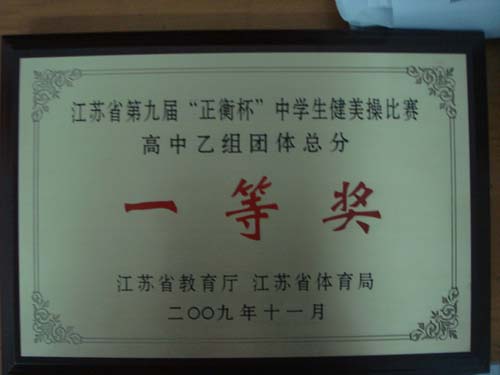 江苏省第九届“正衡杯”中学生健美操比赛
高中乙组团体总分
一等奖
江苏省教育厅 江苏省体育局
二〇〇九年十一月